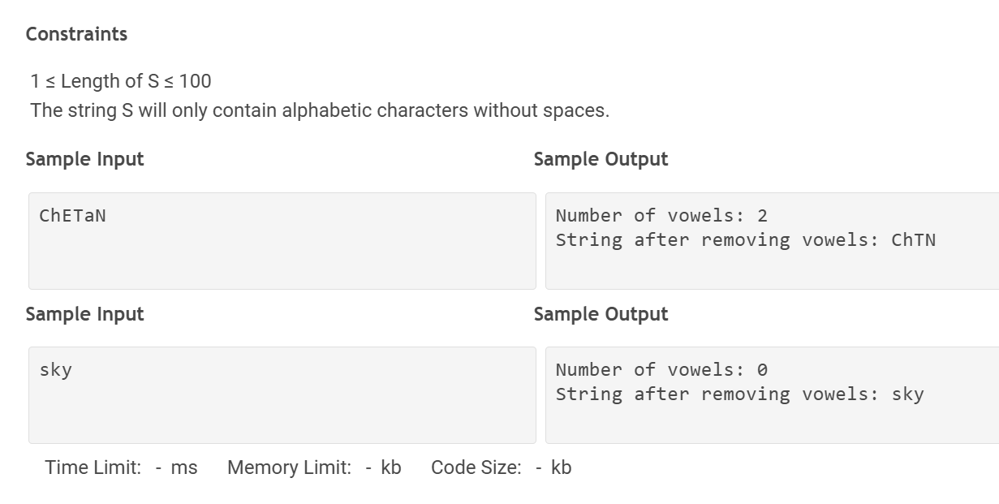 Constraints
1 ≤ Length of S ≤ 100
The string S will only contain alphabetic characters without spaces.
Sample Input
Sample Output
ChETaN
Number of vowels: 2
String after removing vowels: ChTN
Sample Input
Sample Output
sky
Number of vowels: 0
String after removing vowels: sky
Time Limit: - ms Memory Limit: - kb Code Size: - kb